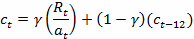 c_t = γ (R_t / a_t) + (1 − γ)(c_{t−12})